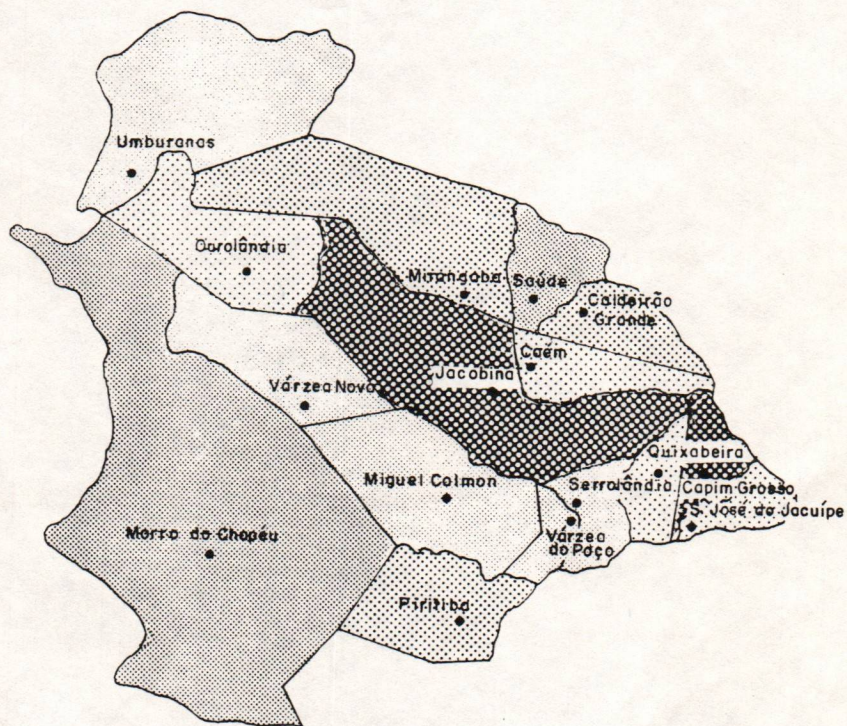 Umburanas
Ourolândia
Mirangaba
Saúde
Caldeirão
Grande
Caém
Jacobina
Várzea Nova
Quixabeira
Miguel Calmon
Serrolândia
Capim Grosso
S. José do Jacuípe
Várzea
do Poço
Morro do Chapéu
Piritiba